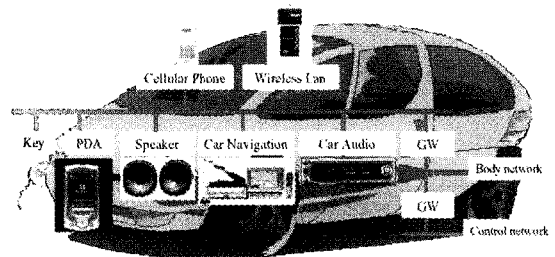 Cellular Phone Wireless Lan
Key PDA Speaker Car Navigation Car Audio GW
Body network
GW
Control network